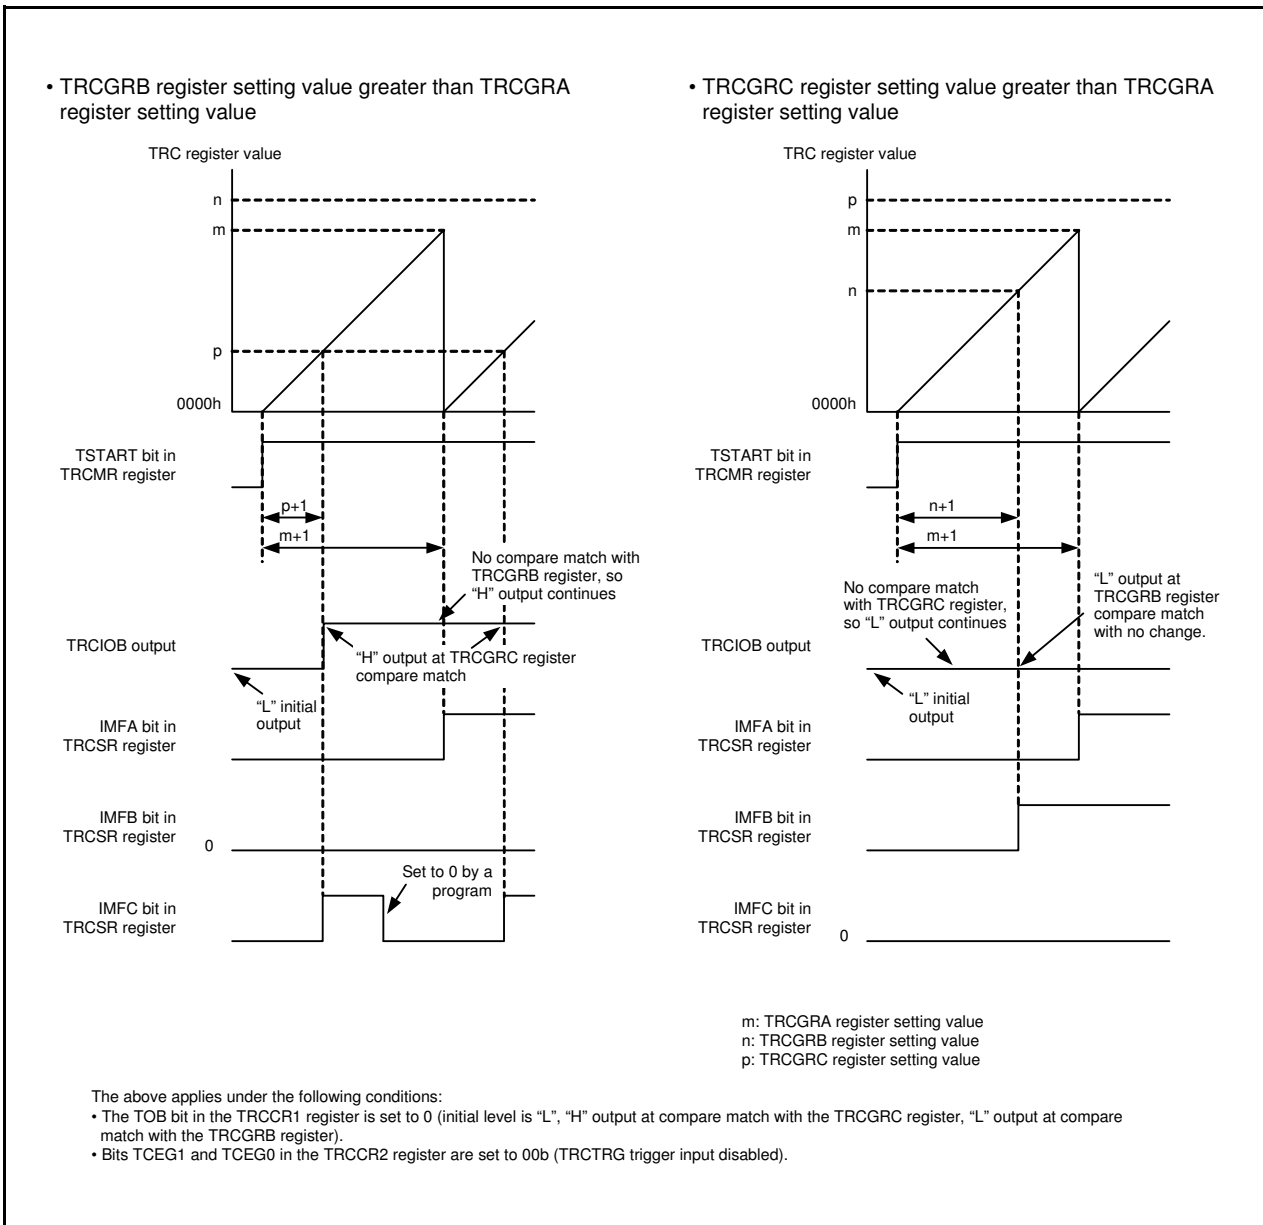 • TRCGRB register setting value greater than TRCGRA
register setting value
TRC register value
n
m
p
0000h
TSTART bit in
TRCMR register
p+1
m+1
No compare match with
TRCGRB register, so
“H” output continues
TRCIOB output
“H” output at TRCGRC register
compare match
“L” initial
output
IMFA bit in
TRCSR register
IMFB bit in
TRCSR register
0
Set to 0 by a
program
IMFC bit in
TRCSR register
• TRCGRC register setting value greater than TRCGRA
register setting value
TRC register value
p
m
n
0000h
TSTART bit in
TRCMR register
n+1
m+1
No compare match
with TRCGRC register,
so “L” output continues
“L” output at
TRCGRB register
compare match
with no change.
TRCIOB output
“L” initial
output
IMFA bit in
TRCSR register
IMFB bit in
TRCSR register
IMFC bit in
TRCSR register
0
m: TRCGRA register setting value
n: TRCGRB register setting value
p: TRCGRC register setting value
The above applies under the following conditions:
• The TOB bit in the TRCCR1 register is set to 0 (initial level is “L”, “H” output at compare match with the TRCGRC register, “L” output at compare
match with the TRCGRB register).
• Bits TCEG1 and TCEG0 in the TRCCR2 register are set to 00b (TRCTRG trigger input disabled).